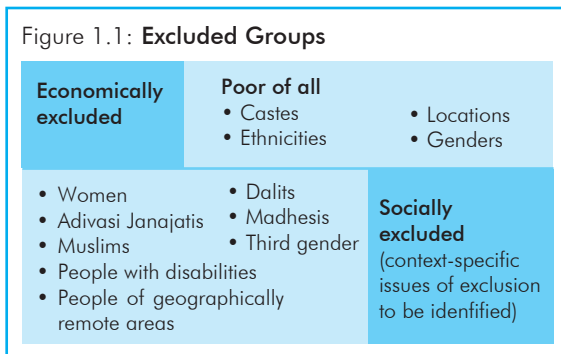 Figure 1.1: Excluded Groups
Economically
excluded
Poor of all
• Castes
• Ethnicities
• Locations
• Genders
• Women
• Adivasi Janajatis
• Muslims
• People with disabilities
• People of geographically
remote areas
• Dalits
• Madhesis
• Third gender
Socially
excluded
(context-specific
issues of exclusion
to be idenfified)